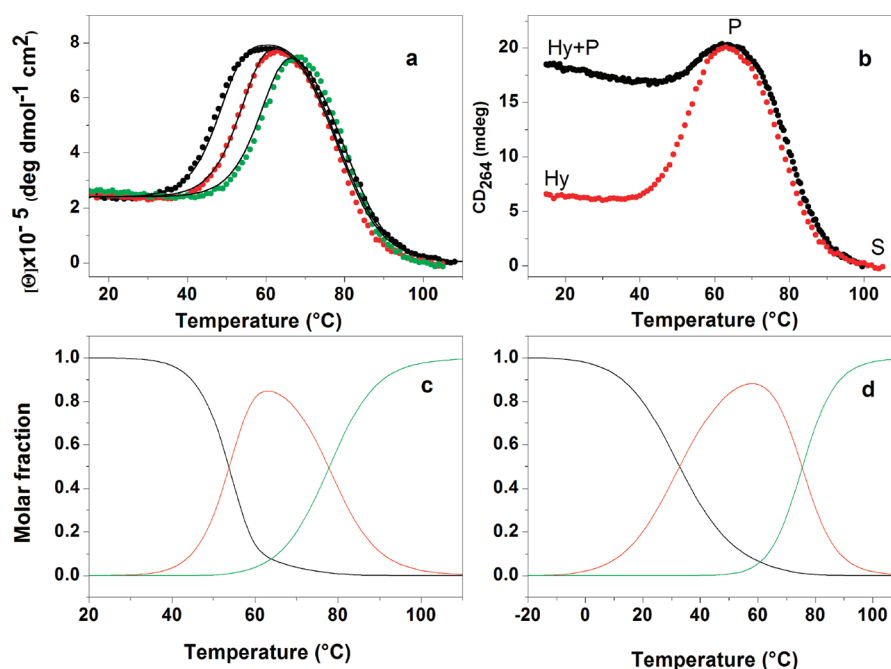 a
[Θ]x10- 5 (deg dmol-1 cm2)
8
6
4
2
0
20 40 60 80 100
Temperature (°C)
b
CD264 (mdeg)
20
15
10
5
0
Hy+P
P
Hy
S
20 40 60 80 100
Temperature (°C)
c
Molar fraction
1.0
0.8
0.6
0.4
0.2
0.0
20 40 60 80 100
Temperature (°C)
d
1.0
0.8
0.6
0.4
0.2
0.0
-20 0 20 40 60 80 100
Temperature (°C)